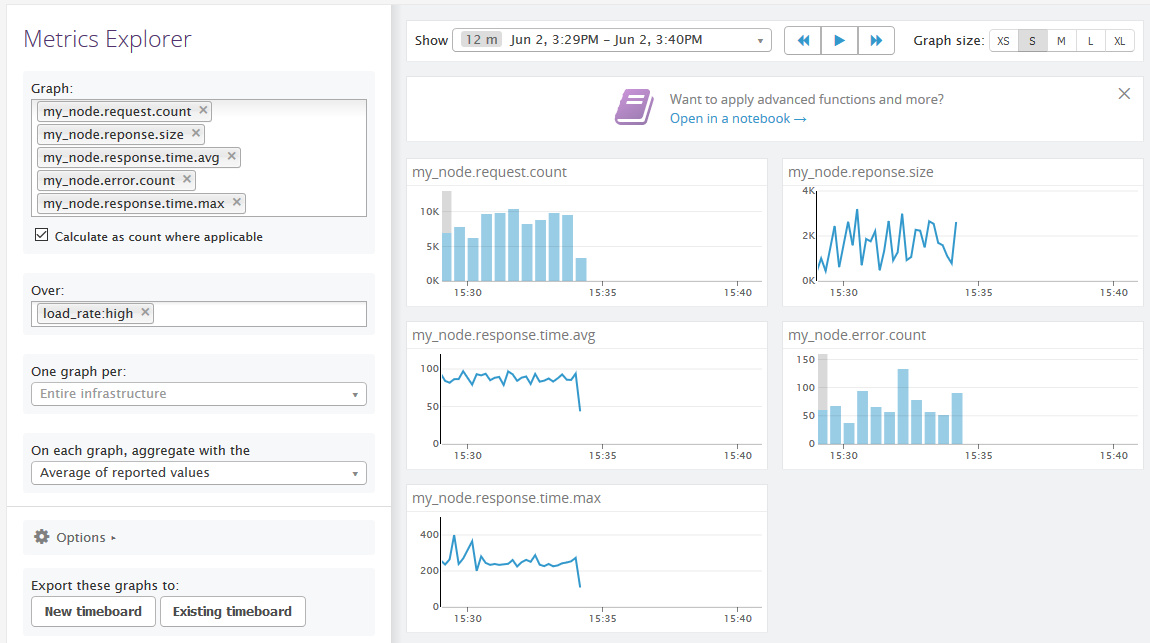 Metrics Explorer
Graph:
my_node.request.count ×
my_node.reponse.size ×
my_node.response.time.avg ×
my_node.error.count ×
my_node.response.time.max ×
Calculate as count where applicable
Over:
load_rate:high ×
One graph per:
Entire infrastructure
On each graph, aggregate with the
Average of reported values
Options
Export these graphs to:
New timeboard Existing timeboard
Show 12 m Jun 2, 3:29PM – Jun 2, 3:40PM Graph size: XS S M L XL
Want to apply advanced functions and more?
Open in a notebook →
my_node.request.count
10K
5K
0K
15:30 15:35 15:40
my_node.reponse.size
4K
2K
0K
15:30 15:35 15:40
my_node.response.time.avg
100
50
0
15:30 15:35 15:40
my_node.error.count
150
100
50
0
15:30 15:35 15:40
my_node.response.time.max
400
200
0
15:30 15:35 15:40